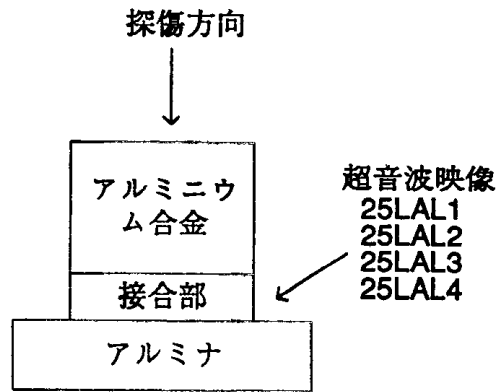 探傷方向
アルミニウ
ム合金
超音波映像
25LAL1
25LAL2
25LAL3
25LAL4
接合部
アルミナ